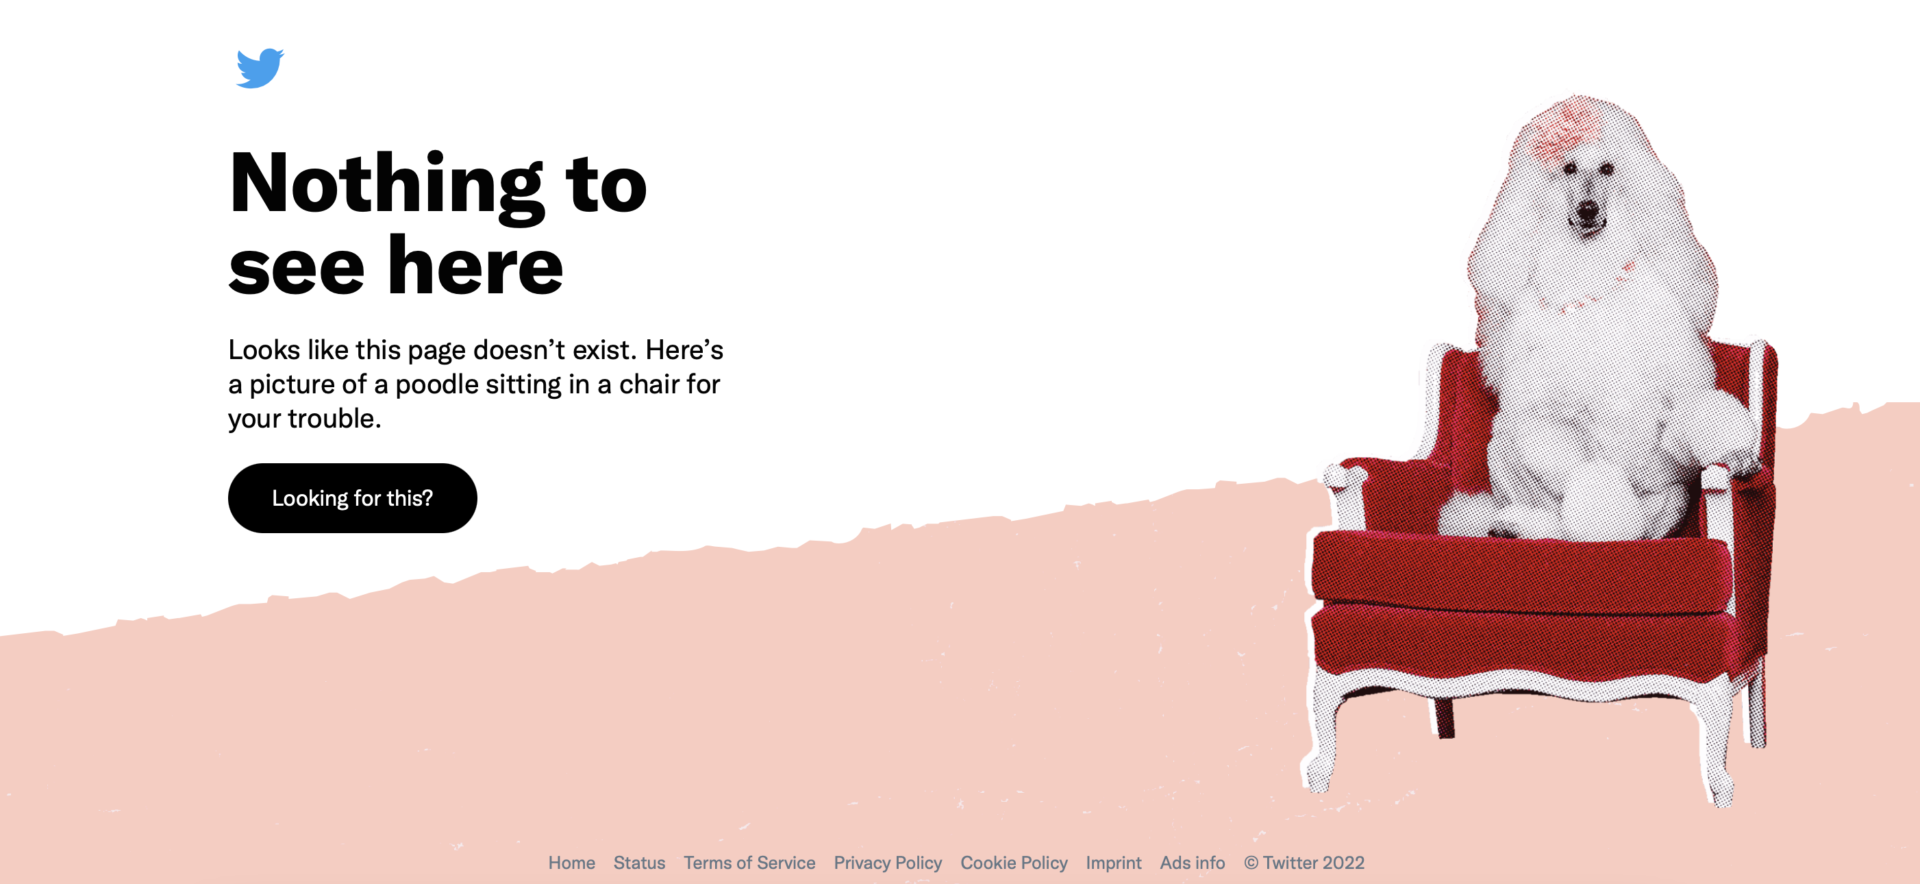 Nothing to
see here
Looks like this page doesn’t exist. Here’s
a picture of a poodle sitting in a chair for
your trouble.
Looking for this?
Home Status Terms of Service Privacy Policy Cookie Policy Imprint Ads info © Twitter 2022